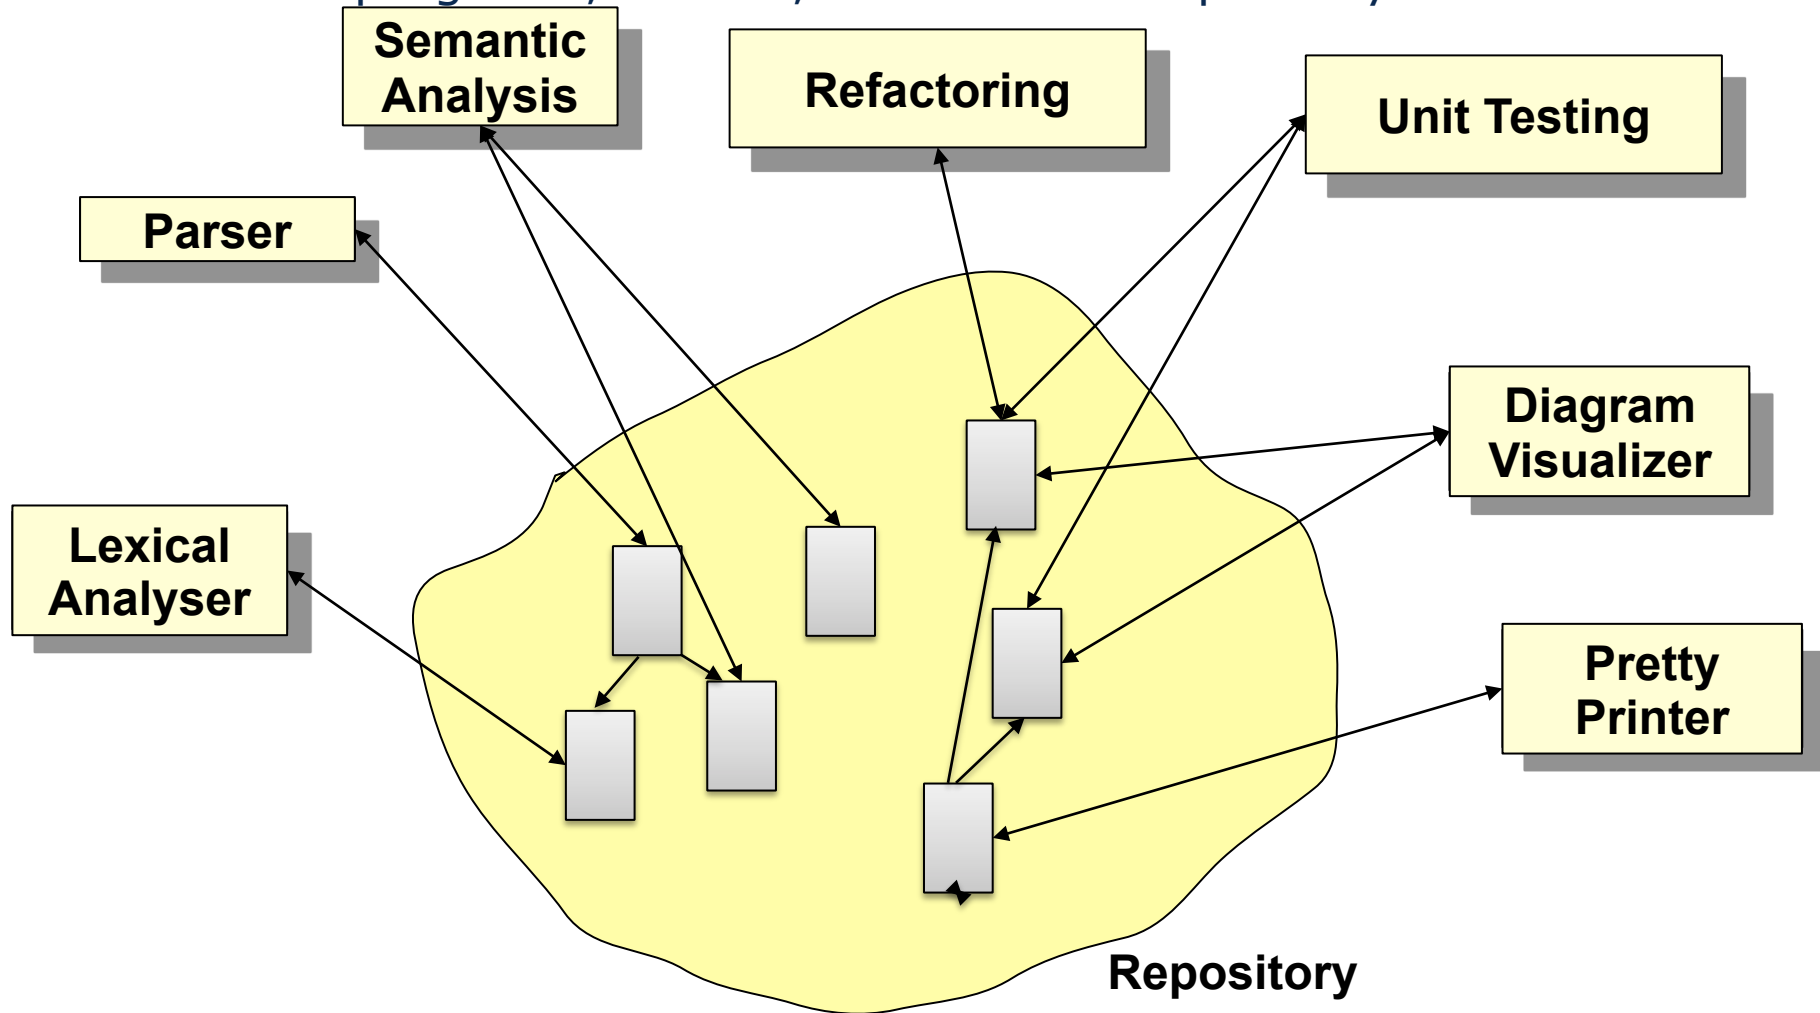 Semantic
Analysis
Refactoring
Unit Testing
Parser
Diagram
Visualizer
Lexical
Analyser
Pretty
Printer
Repository